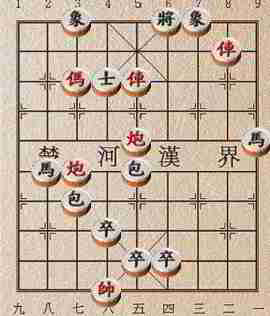 1 2 3 4 5 6 7 8 9
象 將 象
俥
傌 士 俥
炮 馬
楚 河 漢 界
馬 炮 包
包
卒
卒 卒
帥
九 八 七 六 五 四 三 二 一